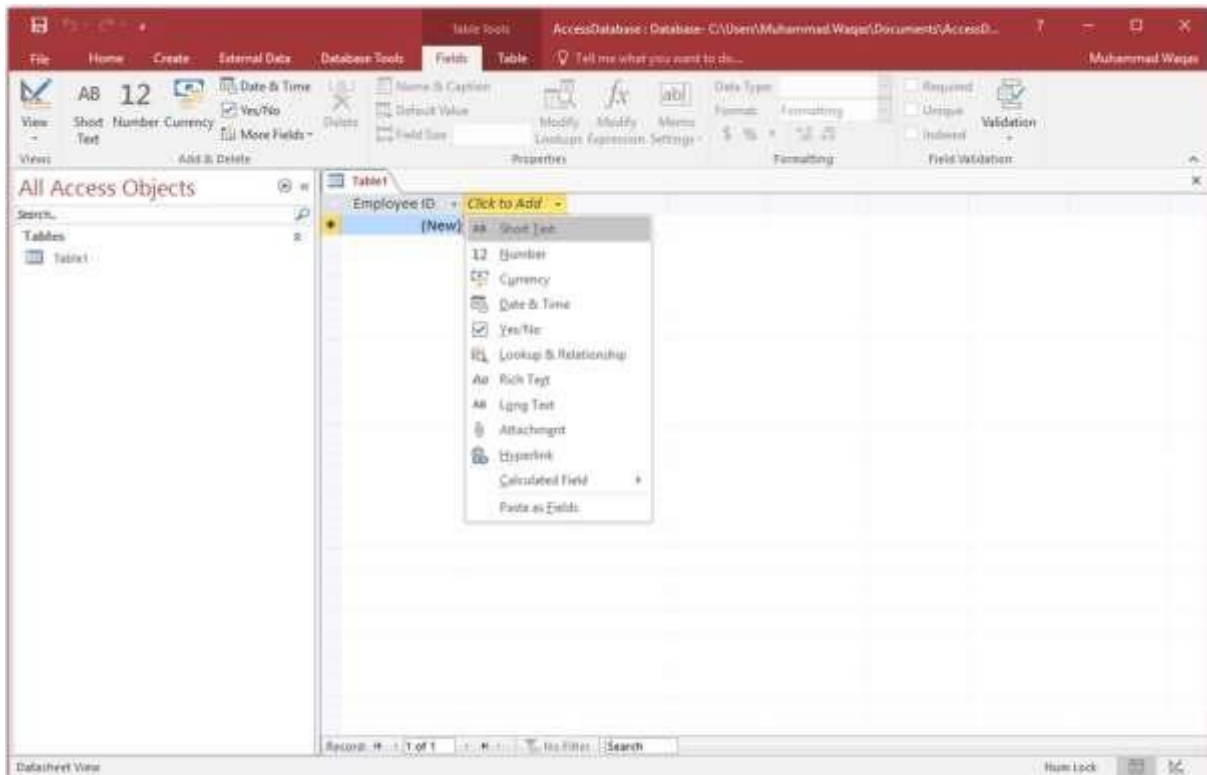 Table Tools AccessDatabase : Database- C:\Users\Muhammad Waqas\Documents\AccessD... ?
File Home Create External Data Database Tools Fields Table Tell me what you want to do... Muhammad Waqas
View
Short Text
Number
Currency
Date & Time
Yes/No
More Fields
Delete
Name & Caption
Default Value
Field Size
Modify Lookups
Modify Expression
Memo Settings
Data Type:
Format: Formatting
$ %
Required
Unique
Indexed
Validation
Views Add & Delete Properties Formatting Field Validation
All Access Objects
Search...
Tables
Table1
Table1
Employee ID Click to Add
(New)
AB Short Text
12 Number
Currency
Date & Time
Yes/No
Lookup & Relationship
Aa Rich Text
AB Long Text
Attachment
Hyperlink
Calculated Field
Paste as Fields
Record: 1 of 1 No Filter Search
Datasheet View Num Lock